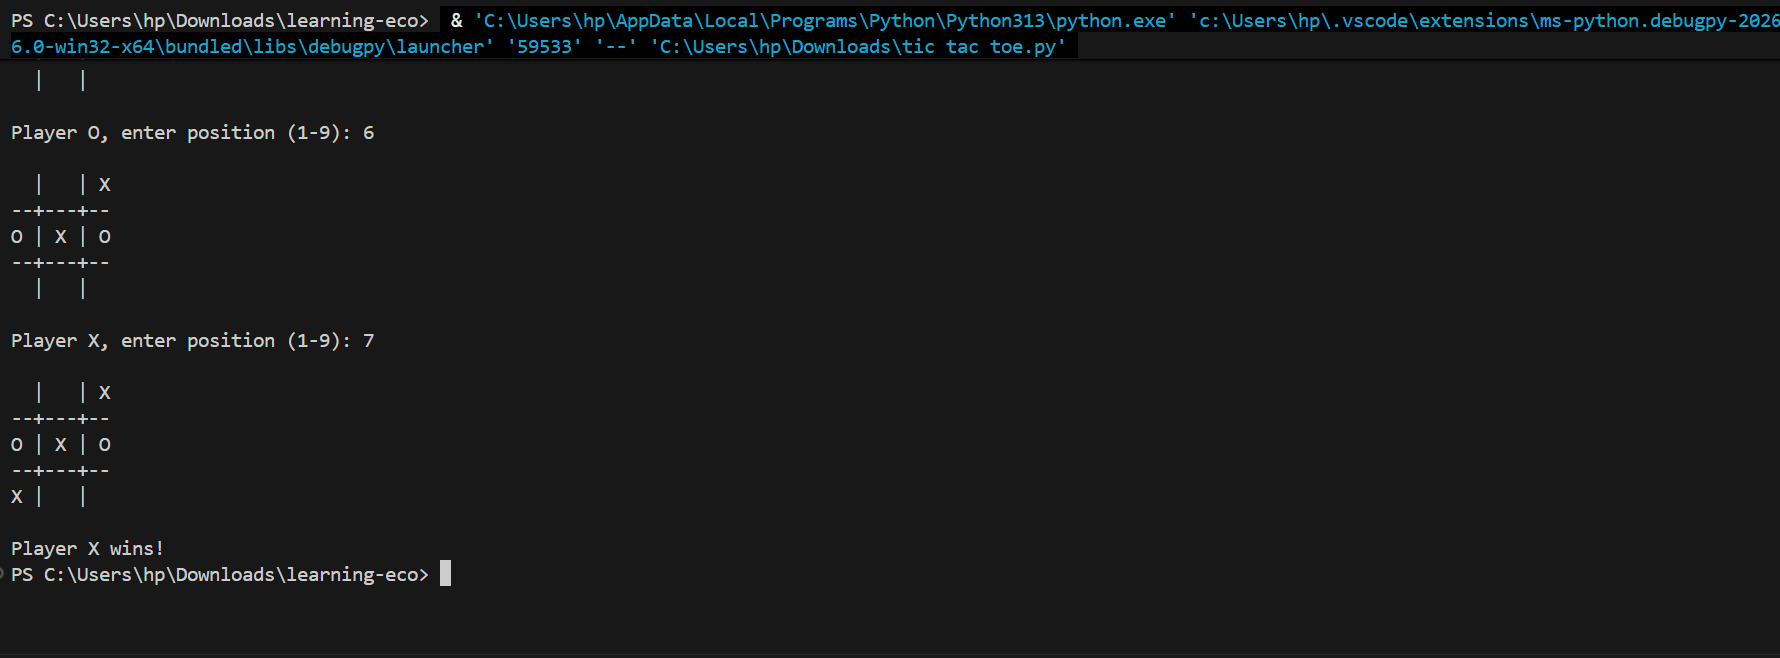 PS C:\Users\hp\Downloads\learning-eco>  & 'C:\Users\hp\AppData\Local\Programs\Python\Python313\python.exe' 'c:\Users\hp\.vscode\extensions\ms-python.debugpy-2026
6.0-win32-x64\bundled\libs\debugpy\launcher' '59533' '--' 'C:\Users\hp\Downloads\tic tac toe.py'
  |   |

Player O, enter position (1-9): 6

  |   | X
--+---+--
O | X | O
--+---+--
  |   |

Player X, enter position (1-9): 7

  |   | X
--+---+--
O | X | O
--+---+--
X |   |

Player X wins!
PS C:\Users\hp\Downloads\learning-eco>